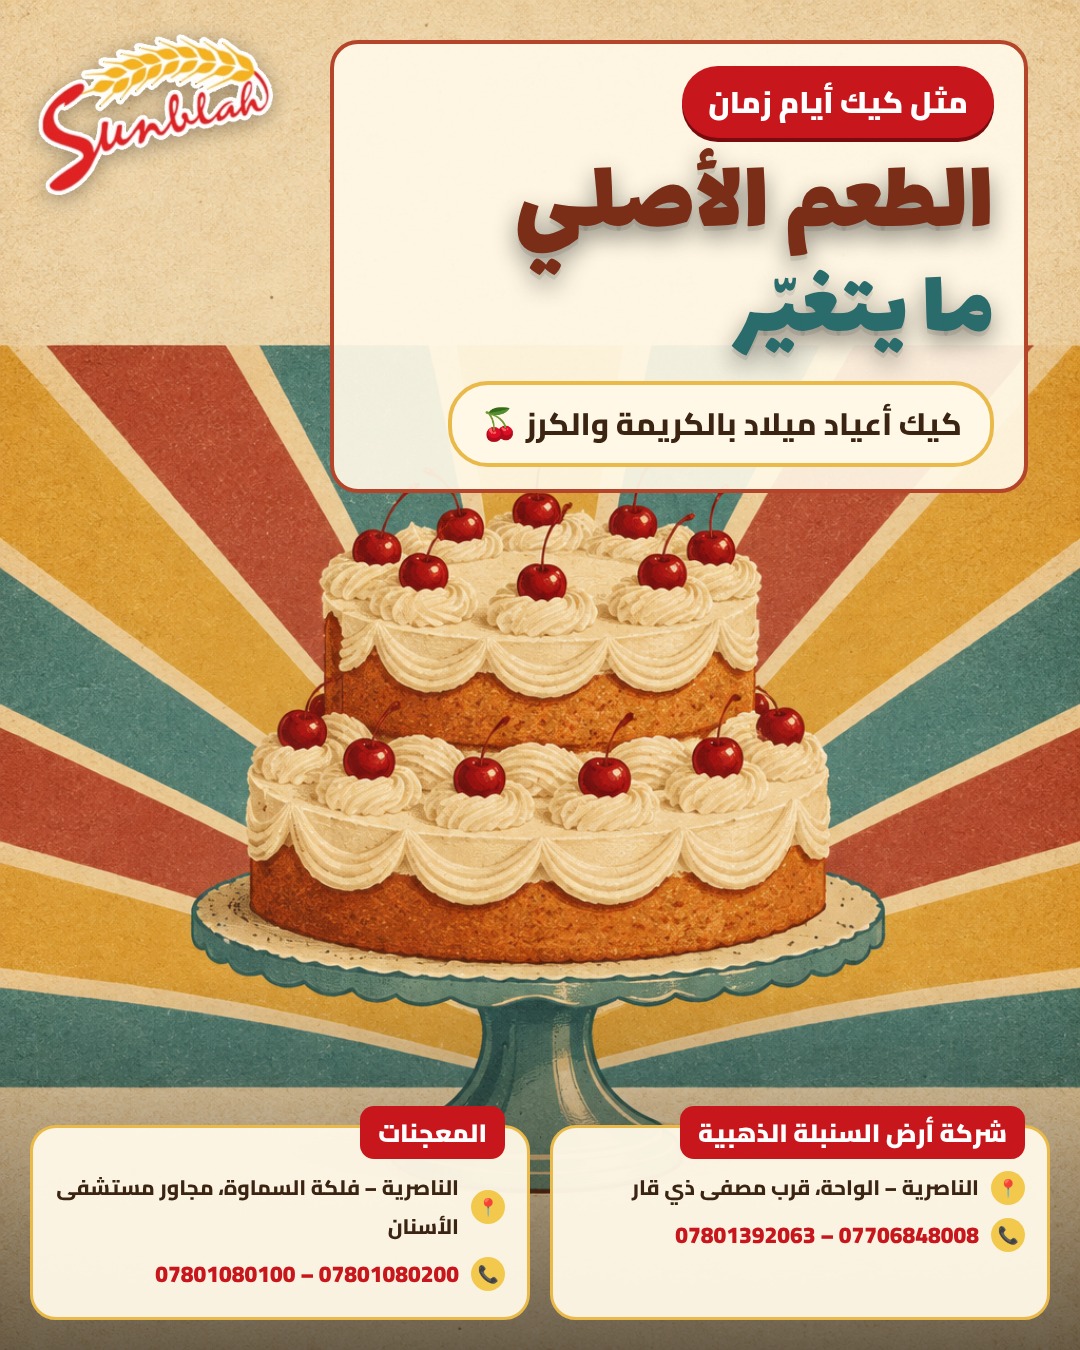 Sunblah
مثل كيك أيام زمان
الطعم الأصلي
ما يتغيّر
كيك أعياد ميلاد بالكريمة والكرز 🍒
شركة أرض السنبلة الذهبية
الناصرية – الواحة، قرب مصفى ذي قار
07801392063 – 07706848008
المعجنات
الناصرية – فلكة السماوة، مجاور مستشفى
الأسنان
07801080100 – 07801080200